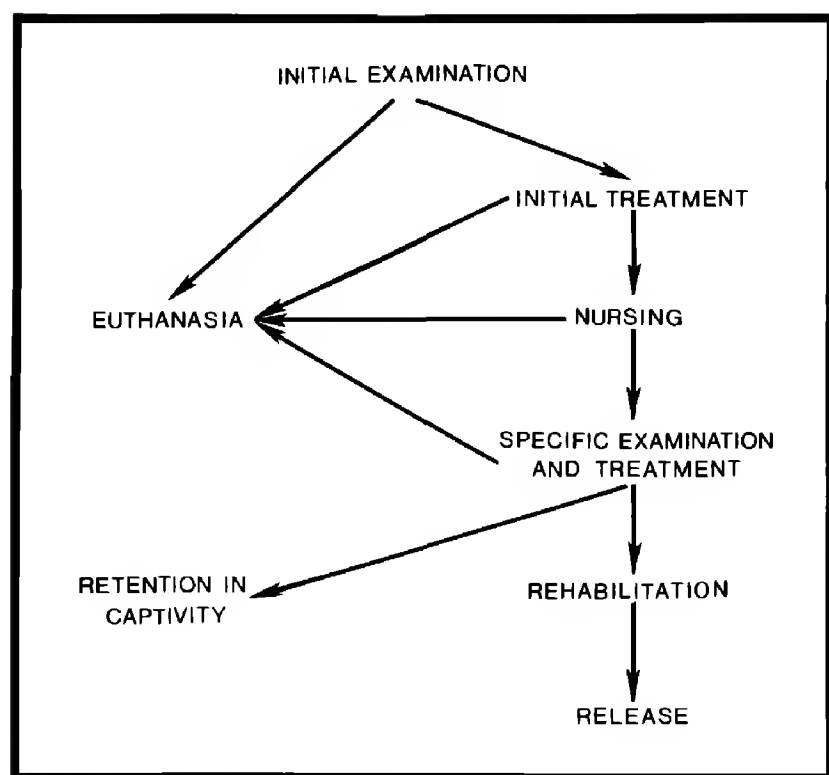 INITIAL EXAMINATION
INITIAL TREATMENT
EUTHANASIA
NURSING
SPECIFIC EXAMINATION
AND TREATMENT
RETENTION IN
CAPTIVITY
REHABILITATION
RELEASE